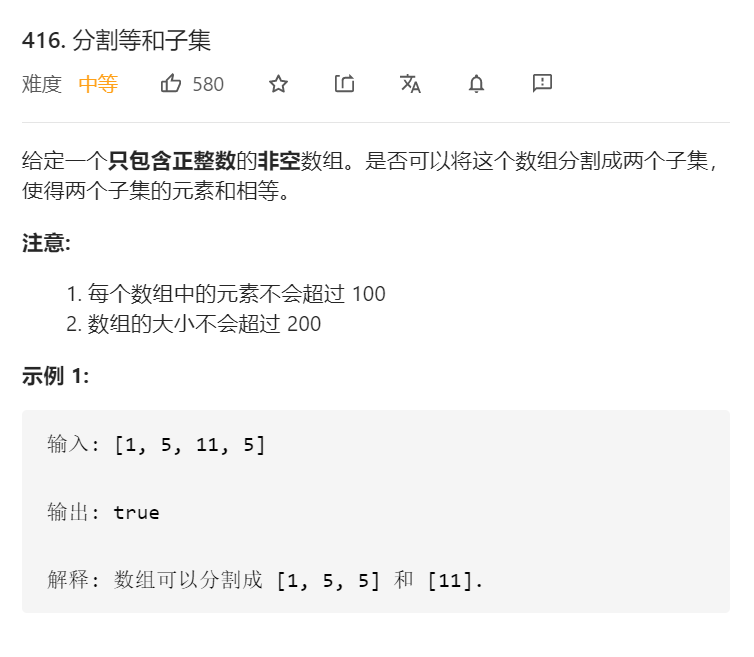 416. 分割等和子集
难度 中等 580
给定一个只包含正整数的非空数组。是否可以将这个数组分割成两个子集，
使得两个子集的元素和相等。
注意:
1. 每个数组中的元素不会超过 100
2. 数组的大小不会超过 200
示例 1:
输入: [1, 5, 11, 5]
输出: true
解释: 数组可以分割成 [1, 5, 5] 和 [11].